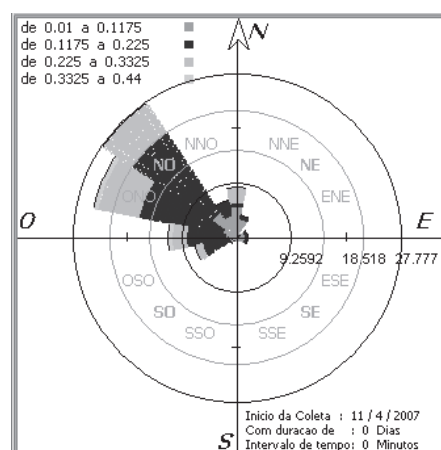 de 0.01 a 0.1175
de 0.1175 a 0.225
de 0.225 a 0.3325
de 0.3325 a 0.44
N
NNO
NNE
NO
NE
ONO
ENE
O
E
9.2592
18.518
27.777
OSO
ESE
SO
SE
SSO
SSE
S
Inicio da Coleta : 11 / 4 / 2007
Com duracao de : 0 Dias
Intervalo de tempo: 0 Minutos